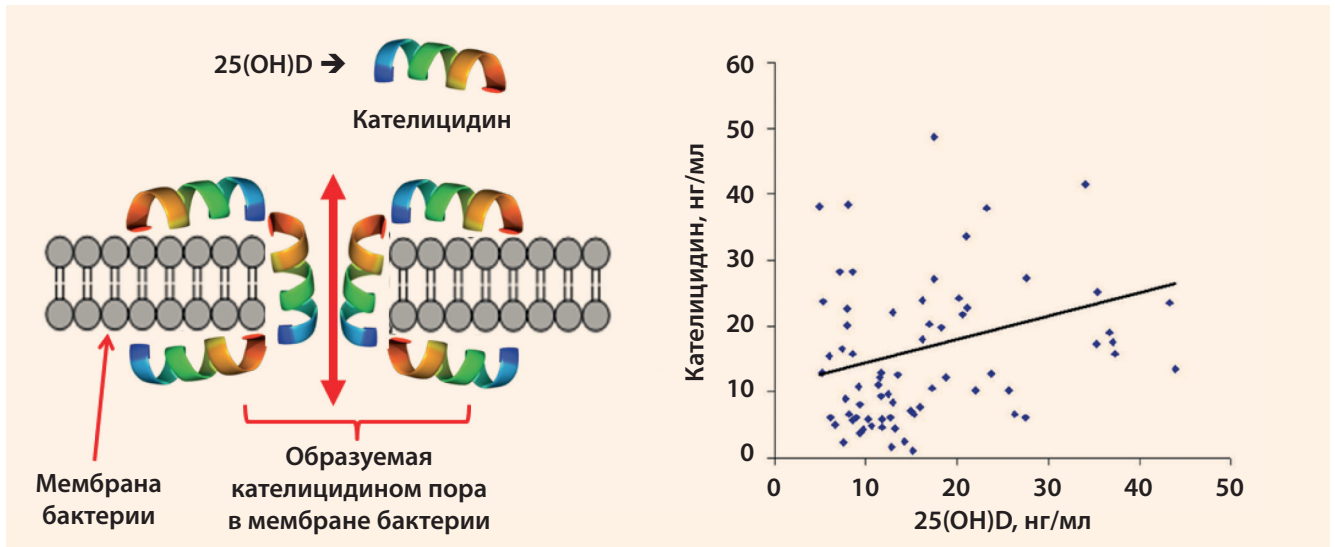 25(OH)D ➔
Кателицидин
Мембрана
бактерии
Образуемая
кателицидином пора
в мембране бактерии
Кателицидин, нг/мл
60
50
40
30
20
10
0
0 10 20 30 40 50
25(OH)D, нг/мл